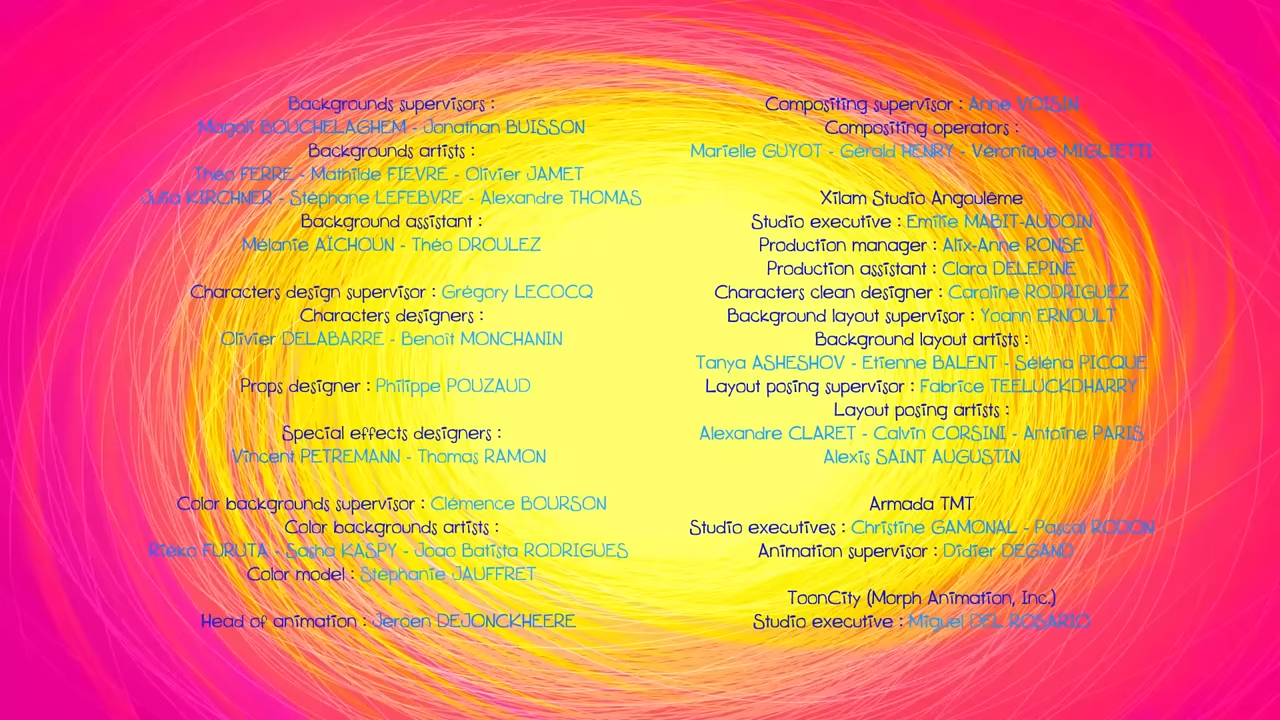 Backgrounds supervisors :
Magali BOUCHELAGHEM - Jonathan BUISSON
Backgrounds artists :
Théo FERRE - Mathilde FIEVRE - Olivier JAMET
Julia KIRCHNER - Stéphane LEFEBVRE - Alexandre THOMAS
Background assistant :
Mélanie AÏCHOUN - Théo DROULEZ
Characters design supervisor : Grégory LECOCQ
Characters designers :
Olivier DELABARRE - Benoît MONCHANIN
Props designer : Philippe POUZAUD
Special effects designers :
Vincent PETREMANN - Thomas RAMON
Color backgrounds supervisor : Clémence BOURSON
Color backgrounds artists :
Rieko FURUTA - Sasha KASPY - Joao Batista RODRIGUES
Color model : Stéphanie JAUFFRET
Head of animation : Jeroen DEJONCKHEERE
Compositing supervisor : Anne VOISIN
Compositing operators :
Marielle GUYOT - Gérald HENRY - Véronique MIGLIETTI
Xilam Studio Angoulême
Studio executive : Emilie MABIT-AUDOIN
Production manager : Alix-Anne RONSE
Production assistant : Clara DELEPINE
Characters clean designer : Caroline RODRIGUEZ
Background layout supervisor : Yoann ERNOULT
Background layout artists :
Tanya ASHESHOV - Etienne BALENT - Séléna PICQUE
Layout posing supervisor : Fabrice TEELUCKDHARRY
Layout posing artists :
Alexandre CLARET - Calvin CORSINI - Antoine PARIS
Alexis SAINT AUGUSTIN
Armada TMT
Studio executives : Christine GAMONAL - Pascal RODON
Animation supervisor : Didier DEGAND
ToonCity (Morph Animation, Inc.)
Studio executive : Miguel DEL ROSARIO